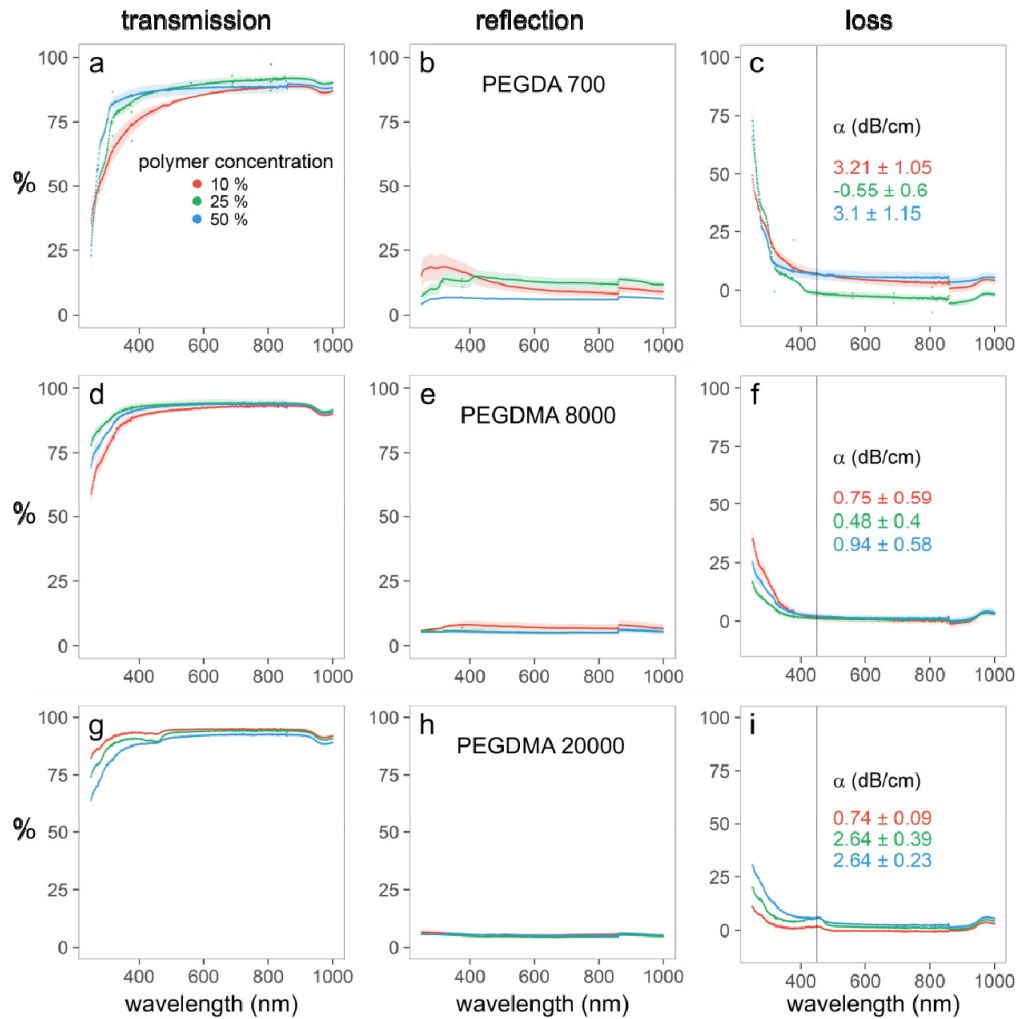 transmission reflection loss
a b c
PEGDA 700
100
75
50
25
0
%
polymer concentration
10 %
25 %
50 %
400 600 800 1000
100
75
50
25
0
400 600 800 1000
100
75
50
25
0
α (dB/cm)
3.21 ± 1.05
-0.55 ± 0.6
3.1 ± 1.15
400 600 800 1000
d e f
PEGDMA 8000
100
75
50
25
0
%
400 600 800 1000
100
75
50
25
0
400 600 800 1000
100
75
50
25
0
α (dB/cm)
0.75 ± 0.59
0.48 ± 0.4
0.94 ± 0.58
400 600 800 1000
g h i
PEGDMA 20000
100
75
50
25
0
%
400 600 800 1000
wavelength (nm)
100
75
50
25
0
400 600 800 1000
wavelength (nm)
100
75
50
25
0
α (dB/cm)
0.74 ± 0.09
2.64 ± 0.39
2.64 ± 0.23
400 600 800 1000
wavelength (nm)